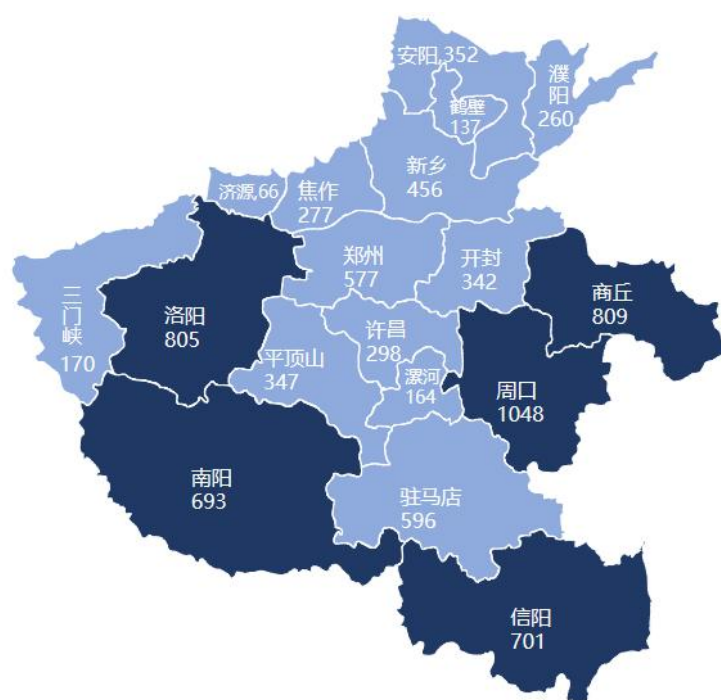 安阳,352
濮阳
260
鹤壁
137
新乡
456
济源,66
焦作
277
郑州
577
开封
342
商丘
809
三门峡
170
洛阳
805
许昌
298
平顶山
347
漯河
164
周口
1048
南阳
693
驻马店
596
信阳
701